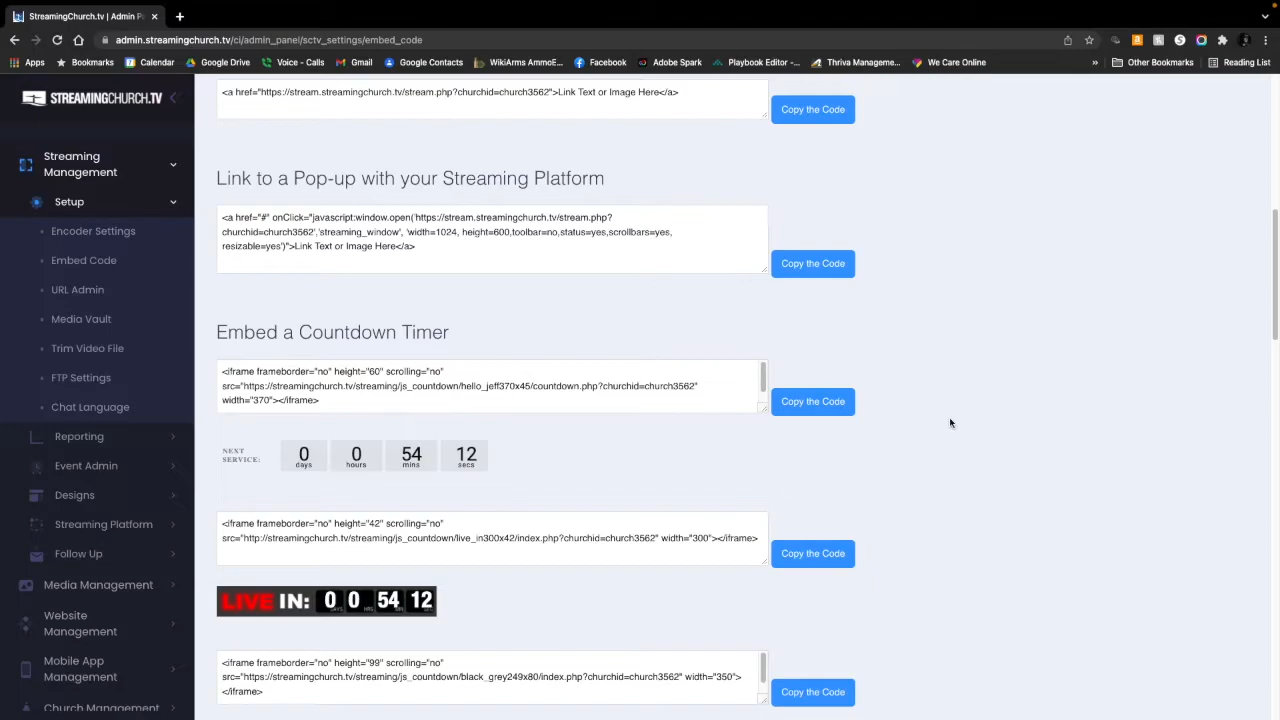 StreamingChurch.tv | Admin P
admin.streamingchurch.tv/ci/admin_panel/sctv_settings/embed_code
Apps Bookmarks Calendar Google Drive Voice - Calls Gmail Google Contacts WikiArms AmmoE... Facebook Adobe Spark Playbook Editor -... Thriva Manageme... We Care Online » Other Bookmarks Reading List
STREAMINGCHURCH.TV
Streaming
Management
Setup
Encoder Settings
Embed Code
URL Admin
Media Vault
Trim Video File
FTP Settings
Chat Language
Reporting
Event Admin
Designs
Streaming Platform
Follow Up
Media Management
Website
Management
Mobile App
Management
Church Management
<a href="https://stream.streamingchurch.tv/stream.php?churchid=church3562">Link Text or Image Here</a>
Copy the Code
Link to a Pop-up with your Streaming Platform
<a href="#" onClick="javascript:window.open('https://stream.streamingchurch.tv/stream.php?
churchid=church3562','streaming_window', 'width=1024, height=600,toolbar=no,status=yes,scrollbars=yes,
resizable=yes')">Link Text or Image Here</a>
Copy the Code
Embed a Countdown Timer
<iframe frameborder="no" height="60" scrolling="no"
src="https://streamingchurch.tv/streaming/js_countdown/hello_jeff370x45/countdown.php?churchid=church3562"
width="370"></iframe>
Copy the Code
NEXT
SERVICE:
0 0 54 12
days hours mins secs
<iframe frameborder="no" height="42" scrolling="no"
src="http://streamingchurch.tv/streaming/js_countdown/live_in300x42/index.php?churchid=church3562" width="300"></iframe>
Copy the Code
LIVE IN: 0 0 54 12
<iframe frameborder="no" height="99" scrolling="no"
src="https://streamingchurch.tv/streaming/js_countdown/black_grey249x80/index.php?churchid=church3562" width="350">
</iframe>
Copy the Code